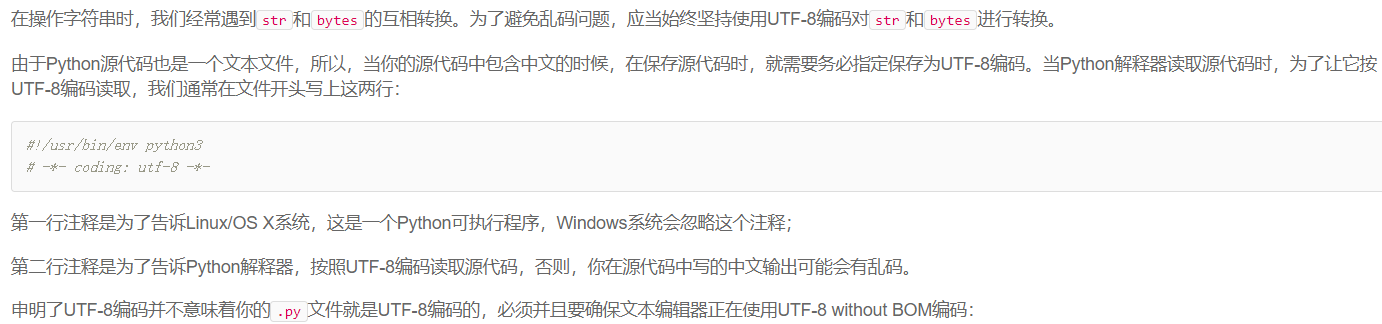 在操作字符串时，我们经常遇到str和bytes的互相转换。为了避免乱码问题，应当始终坚持使用UTF-8编码对str和bytes进行转换。
由于Python源代码也是一个文本文件，所以，当你的源代码中包含中文的时候，在保存源代码时，就需要务必指定保存为UTF-8编码。当Python解释器读取源代码时，为了让它按
UTF-8编码读取，我们通常在文件开头写上这两行：
#!/usr/bin/env python3
# -*- coding: utf-8 -*-
第一行注释是为了告诉Linux/OS X系统，这是一个Python可执行程序，Windows系统会忽略这个注释；
第二行注释是为了告诉Python解释器，按照UTF-8编码读取源代码，否则，你在源代码中写的中文输出可能会有乱码。
申明了UTF-8编码并不意味着你的.py文件就是UTF-8编码的，必须并且要确保文本编辑器正在使用UTF-8 without BOM编码：